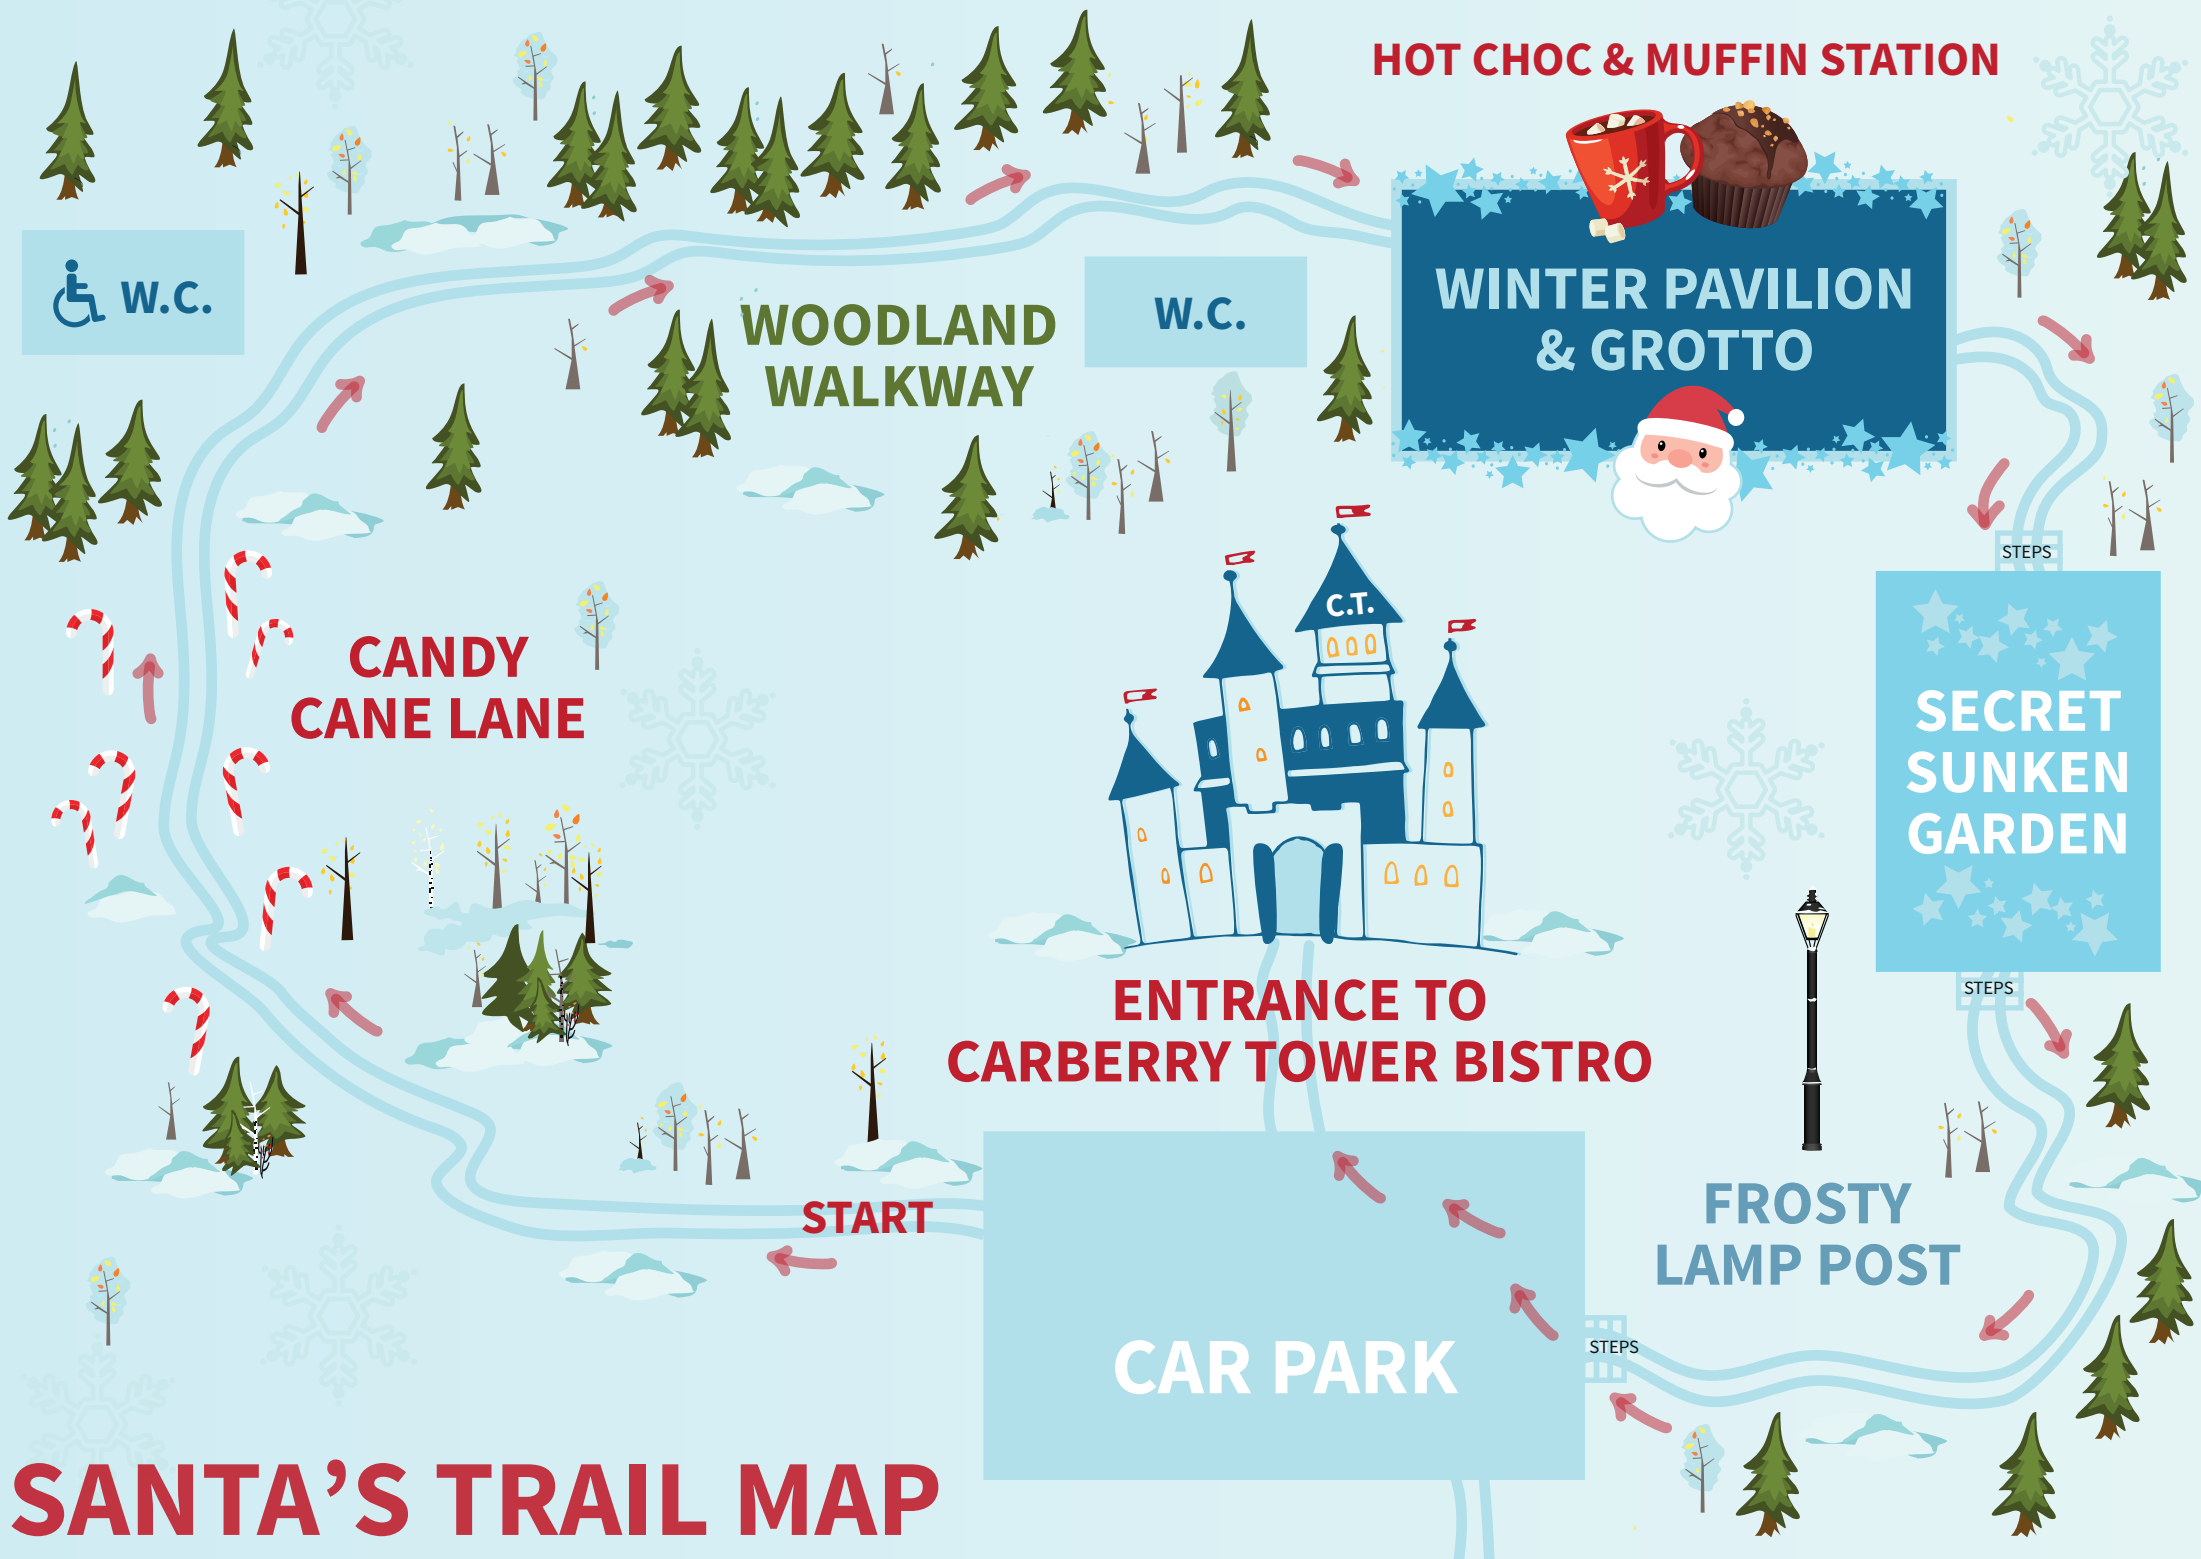 HOT CHOC & MUFFIN STATION
W.C.
WOODLAND
WALKWAY
W.C.
WINTER PAVILION
& GROTTO
STEPS
C.T.
CANDY
CANE LANE
SECRET
SUNKEN
GARDEN
STEPS
ENTRANCE TO
CARBERRY TOWER BISTRO
START
FROSTY
LAMP POST
STEPS
CAR PARK
SANTA'S TRAIL MAP